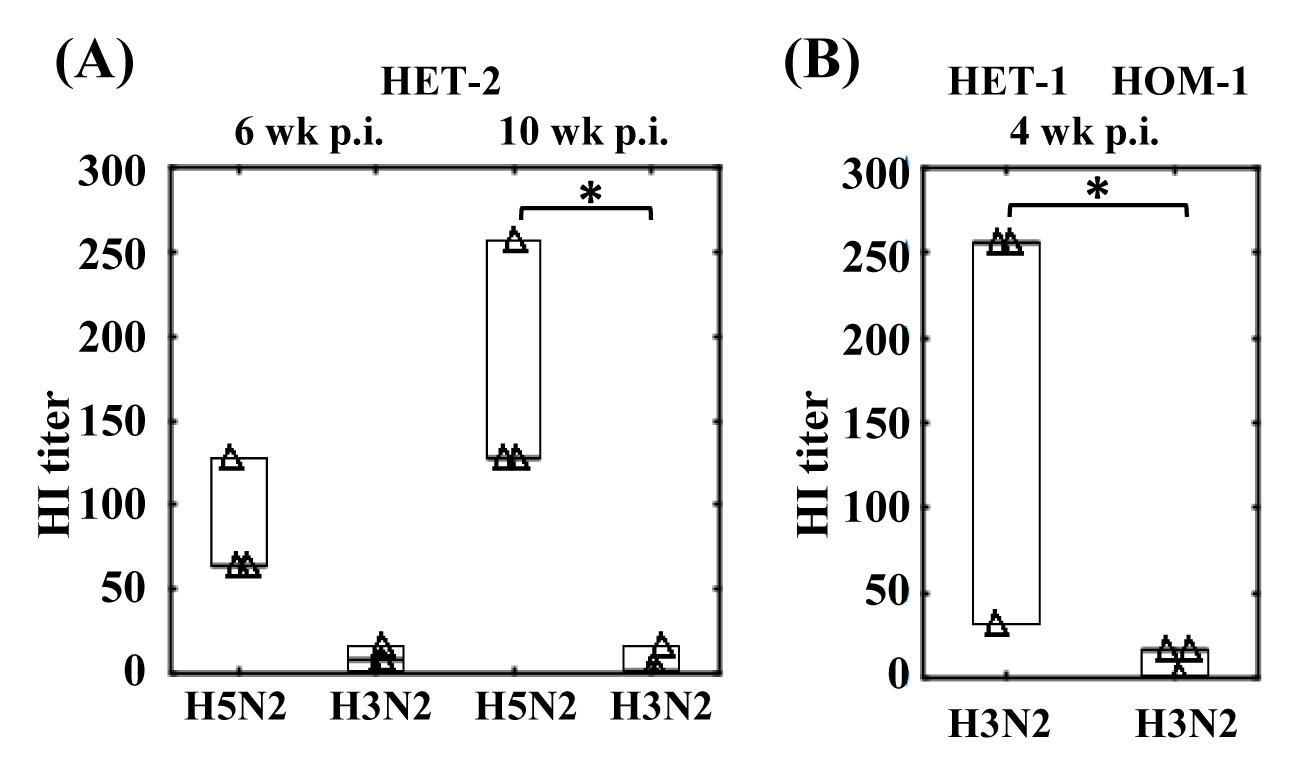 (A)
HET-2
6 wk p.i. 10 wk p.i.
*
300
250
200
150
100
50
0
HI titer
H5N2 H3N2 H5N2 H3N2
(B)
HET-1 HOM-1
4 wk p.i.
*
300
250
200
150
100
50
0
HI titer
H3N2 H3N2